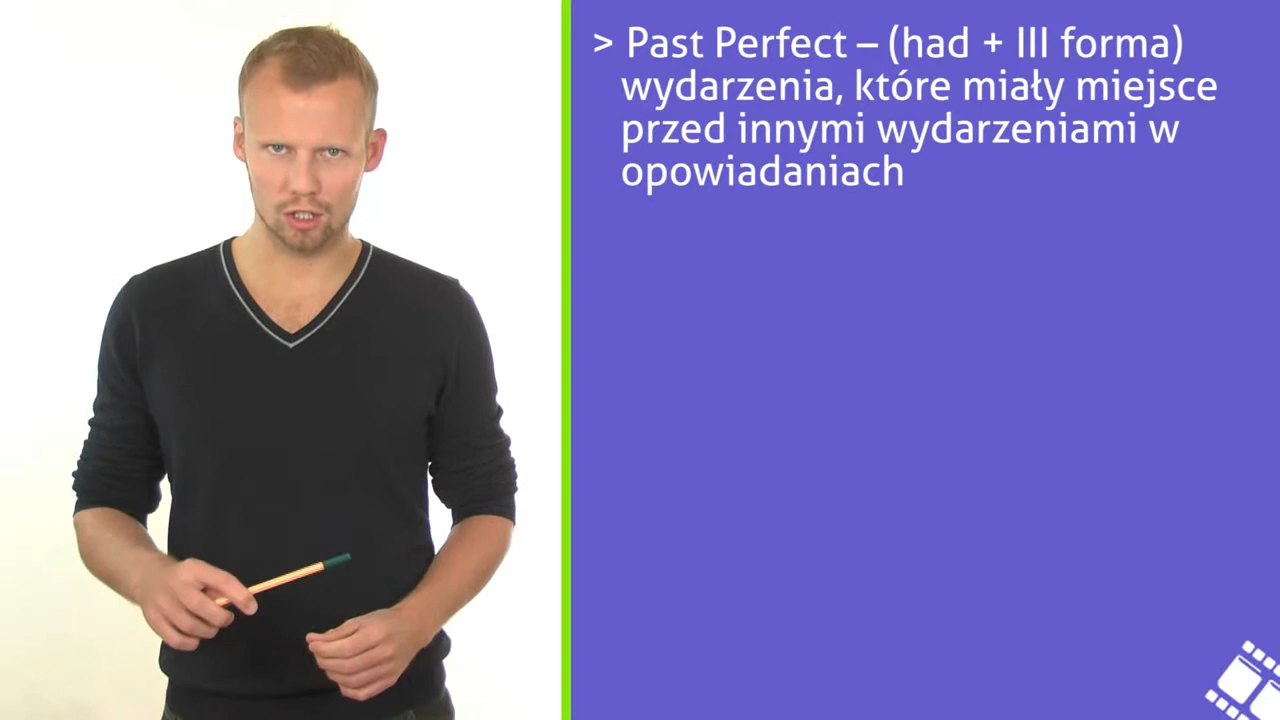 > Past Perfect – (had + III forma)
wydarzenia, które miały miejsce
przed innymi wydarzeniami w
opowiadaniach